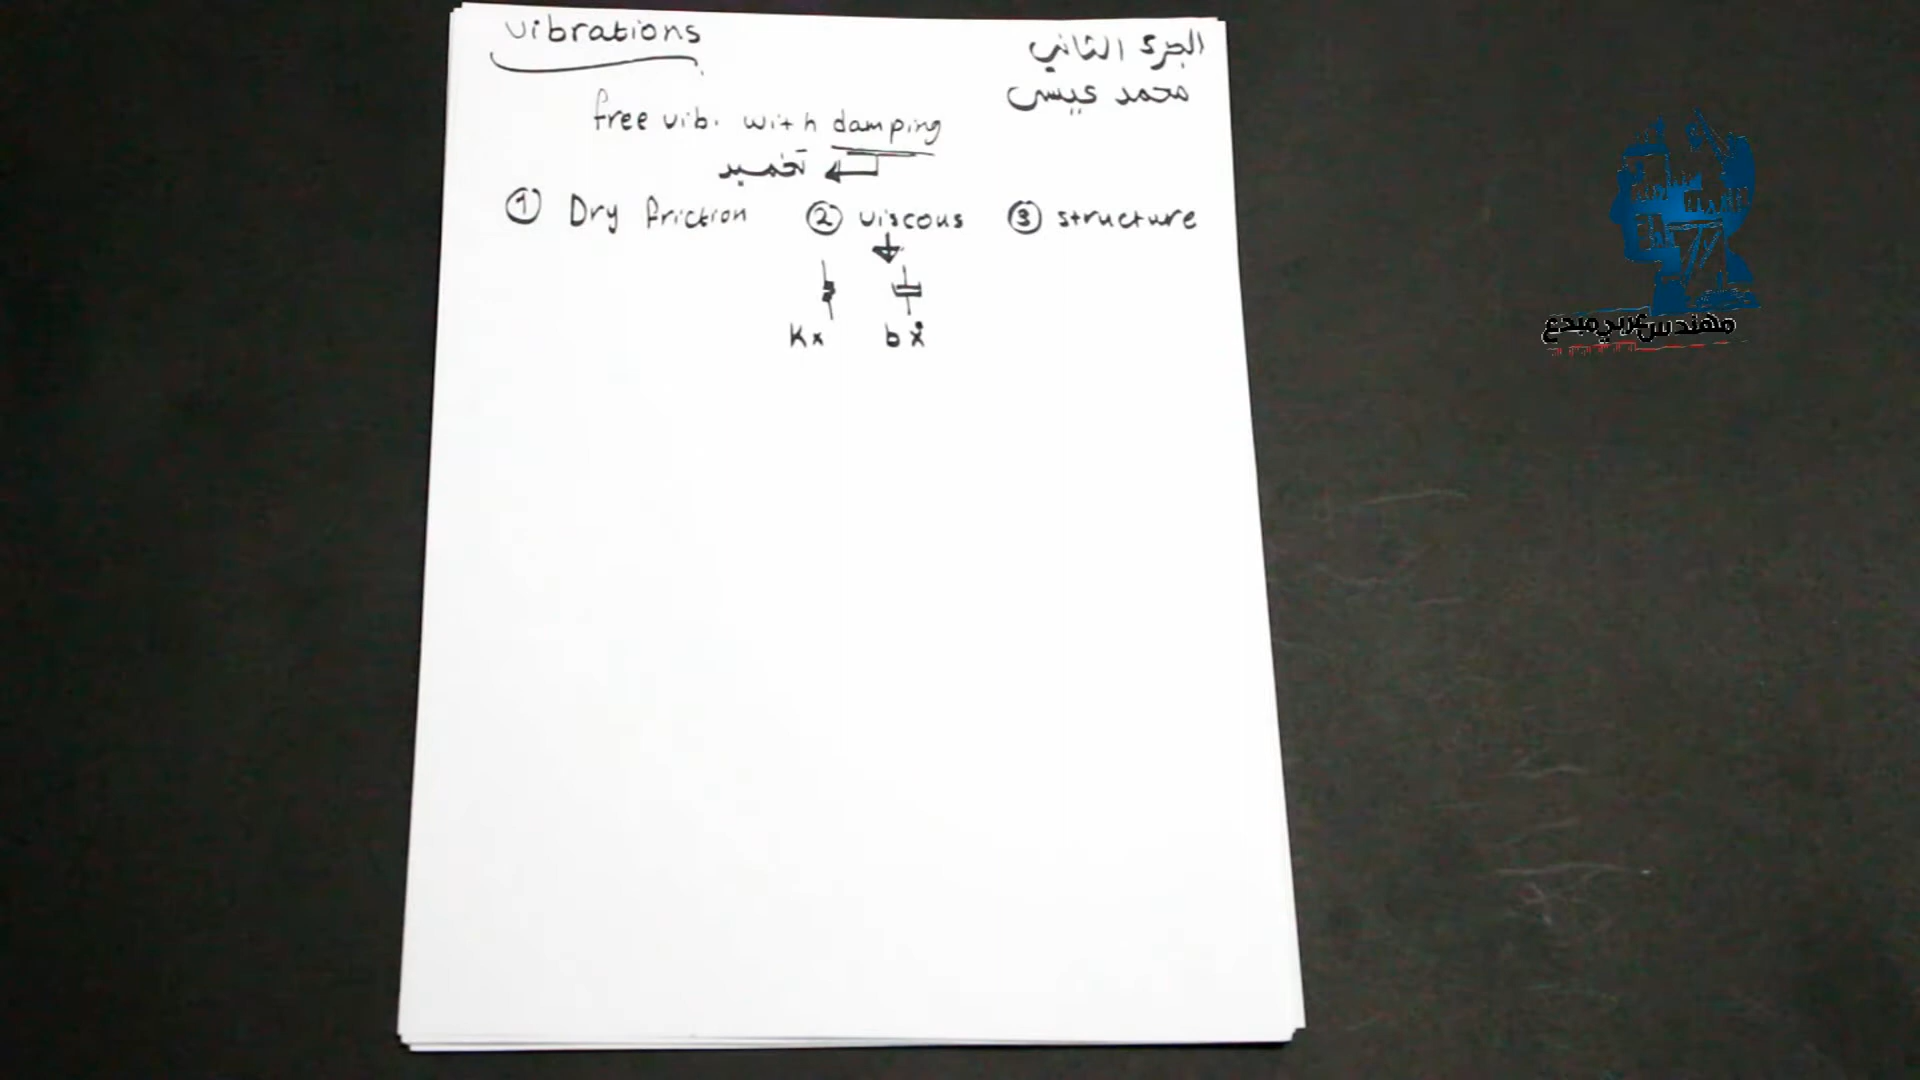 vibrations
الجزء الثاني
محمد عيسى
free vib. with damping
تخميد
① Dry friction ② viscous ③ structure
kx bẋ
مهندس عربي مبدع